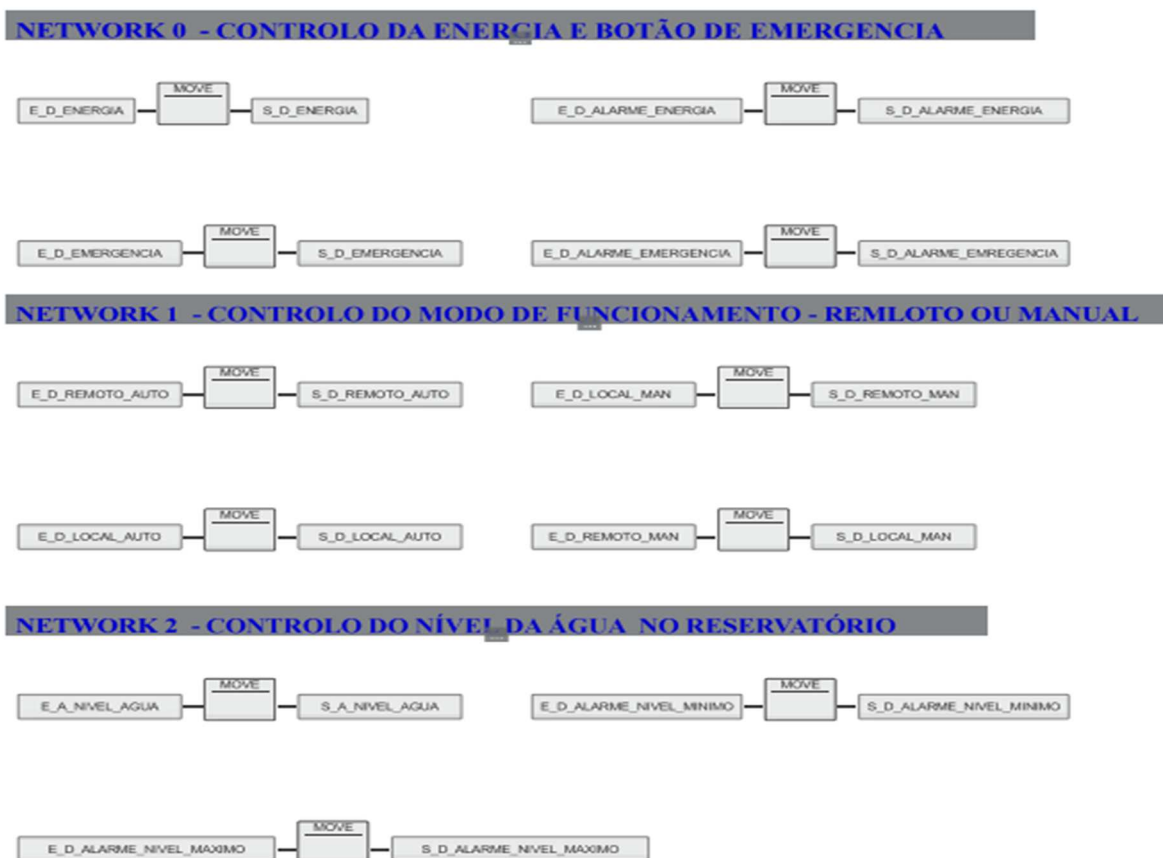 NETWORK 0 - CONTROLO DA ENERGIA E BOTÃO DE EMERGENCIA
MOVE MOVE
E_D_ENERGIA S_D_ENERGIA E_D_ALARME_ENERGIA S_D_ALARME_ENERGIA
MOVE MOVE
E_D_EMERGENCIA S_D_EMERGENCIA E_D_ALARME_EMERGENCIA S_D_ALARME_EMREGENCIA
NETWORK 1 - CONTROLO DO MODO DE FUNCIONAMENTO - REMLOTO OU MANUAL
MOVE MOVE
E_D_REMOTO_AUTO S_D_REMOTO_AUTO E_D_LOCAL_MAN S_D_REMOTO_MAN
MOVE MOVE
E_D_LOCAL_AUTO S_D_LOCAL_AUTO E_D_REMOTO_MAN S_D_LOCAL_MAN
NETWORK 2 - CONTROLO DO NÍVEL DA ÁGUA NO RESERVATÓRIO
MOVE MOVE
E_A_NIVEL_AGUA S_A_NIVEL_AGUA E_D_ALARME_NIVEL_MINIMO S_D_ALARME_NIVEL_MINIMO
MOVE
E_D_ALARME_NIVEL_MAXIMO S_D_ALARME_NIVEL_MAXIMO